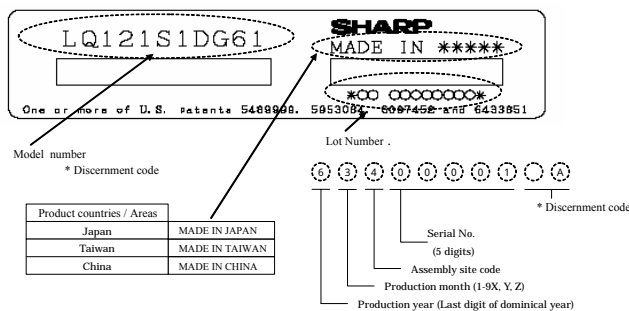 SHARP
LQ121S1DG61
MADE IN *****
*OO OOOOOOOO*
One or more of U.S. patents 5489999, 5953084, 6097452 and 6433851
Model number
* Discernment code
Lot Number .
6 3 4 0 0 0 0 1 A
* Discernment code
Product countries / Areas
Japan MADE IN JAPAN
Taiwan MADE IN TAIWAN
China MADE IN CHINA
Serial No.
(5 digits)
Assembly site code
Production month (1-9X, Y, Z)
Production year (Last digit of dominical year)